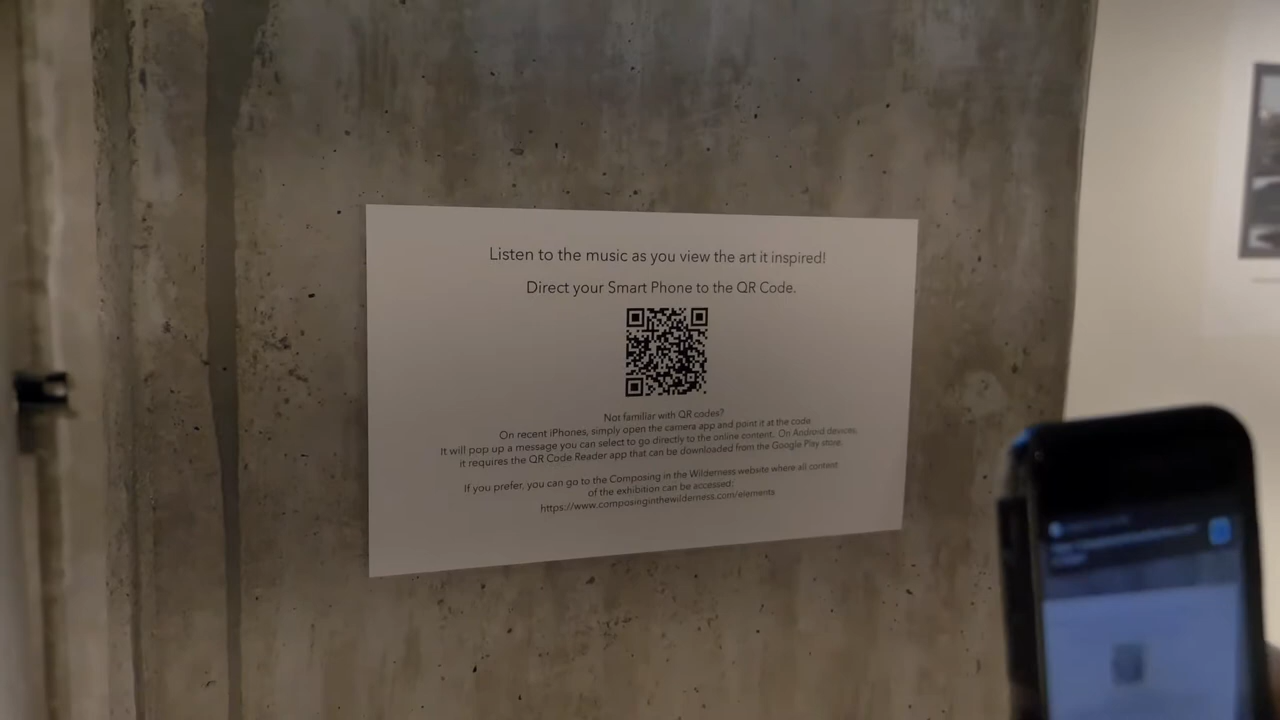 Listen to the music as you view the art it inspired!
Direct your Smart Phone to the QR Code.
Not familiar with QR codes?
On recent iPhones, simply open the camera app and point it at the code
It will pop up a message you can select to go directly to the online content. On Android devices,
it requires the QR Code Reader app that can be downloaded from the Google Play store.
If you prefer, you can go to the Composing in the Wilderness website where all content
of the exhibition can be accessed:
https://www.composinginthewilderness.com/elements